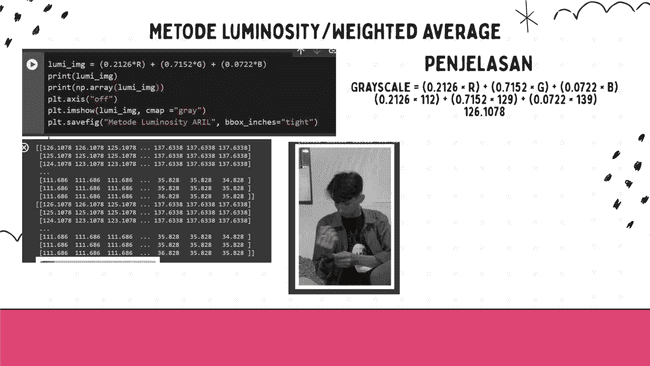 METODE LUMINOSITY/WEIGHTED AVERAGE
lumi_img = (0.2126*R) + (0.7152*G) + (0.0722*B)
print(lumi_img)
print(np.array(lumi_img))
plt.axis("off")
plt.imshow(lumi_img, cmap ="gray")
plt.savefig("Metode Luminosity ARIL", bbox_inches="tight")
[[126.1078 126.1078 125.1078 ... 137.6338 137.6338 137.6338]
[125.1078 125.1078 125.1078 ... 137.6338 137.6338 137.6338]
[124.1078 123.1078 123.1078 ... 137.6338 137.6338 137.6338]
...
[111.686 111.686 111.686 ... 35.828 35.828 34.828 ]
[111.686 111.686 111.686 ... 35.828 35.828 35.828 ]
[111.686 111.686 111.686 ... 36.828 35.828 35.828 ]]
[[126.1078 126.1078 125.1078 ... 137.6338 137.6338 137.6338]
[125.1078 125.1078 125.1078 ... 137.6338 137.6338 137.6338]
[124.1078 123.1078 123.1078 ... 137.6338 137.6338 137.6338]
...
[111.686 111.686 111.686 ... 35.828 35.828 34.828 ]
[111.686 111.686 111.686 ... 35.828 35.828 35.828 ]
[111.686 111.686 111.686 ... 36.828 35.828 35.828 ]]
PENJELASAN
GRAYSCALE = (0.2126 × R) + (0.7152 × G) + (0.0722 × B)
(0.2126 × 112) + (0.7152 × 129) + (0.0722 × 139)
126.1078